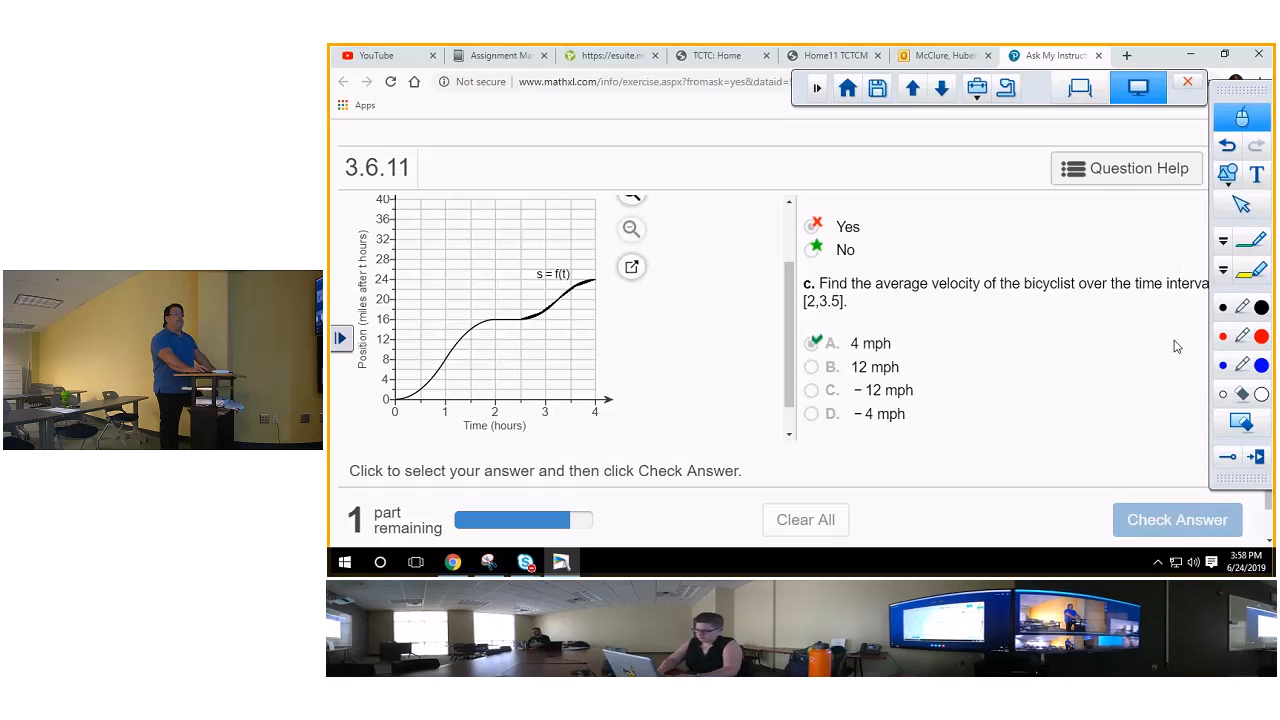 YouTube
Assignment Ma
https://esuite.m
TCTC: Home
Home11 TCTCM
McClure, Hube
Ask My Instruc
Not secure
www.mathxl.com/info/exercise.aspx?fromask=yes&dataid=
Apps
3.6.11
Question Help
T
Position (miles after t hours)
40
36
32
28
24
20
16
12
8
4
0
s = f(t)
0 1 2 3 4
Time (hours)
Yes
No
c. Find the average velocity of the bicyclist over the time interva
[2,3.5].
A. 4 mph
B. 12 mph
C. − 12 mph
D. − 4 mph
Click to select your answer and then click Check Answer.
1 part
remaining
Clear All
Check Answer
3:58 PM
6/24/2019